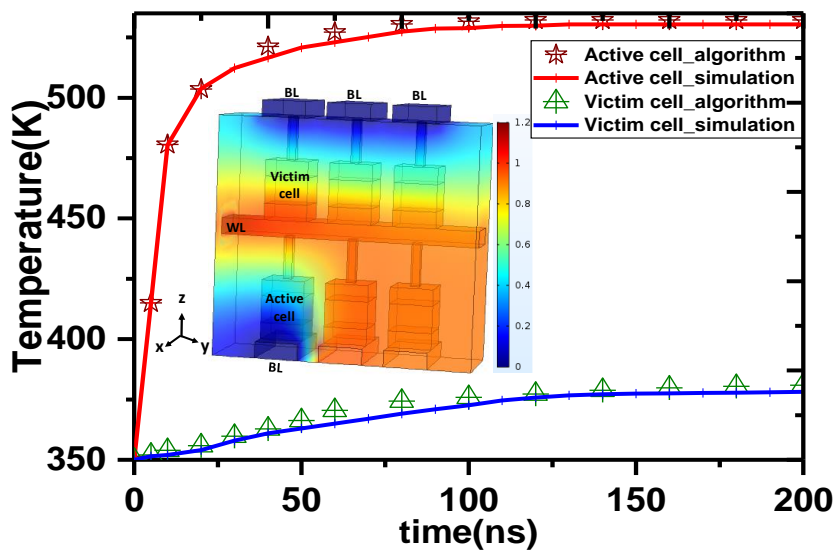 Temperature(K)
500
450
400
350
0
50
100
150
200
time(ns)
Active cell_algorithm
Active cell_simulation
Victim cell_algorithm
Victim cell_simulation
BL
BL
BL
Victim
cell
WL
Active
cell
BL
z
x
y
1.2
1
0.8
0.6
0.4
0.2
0